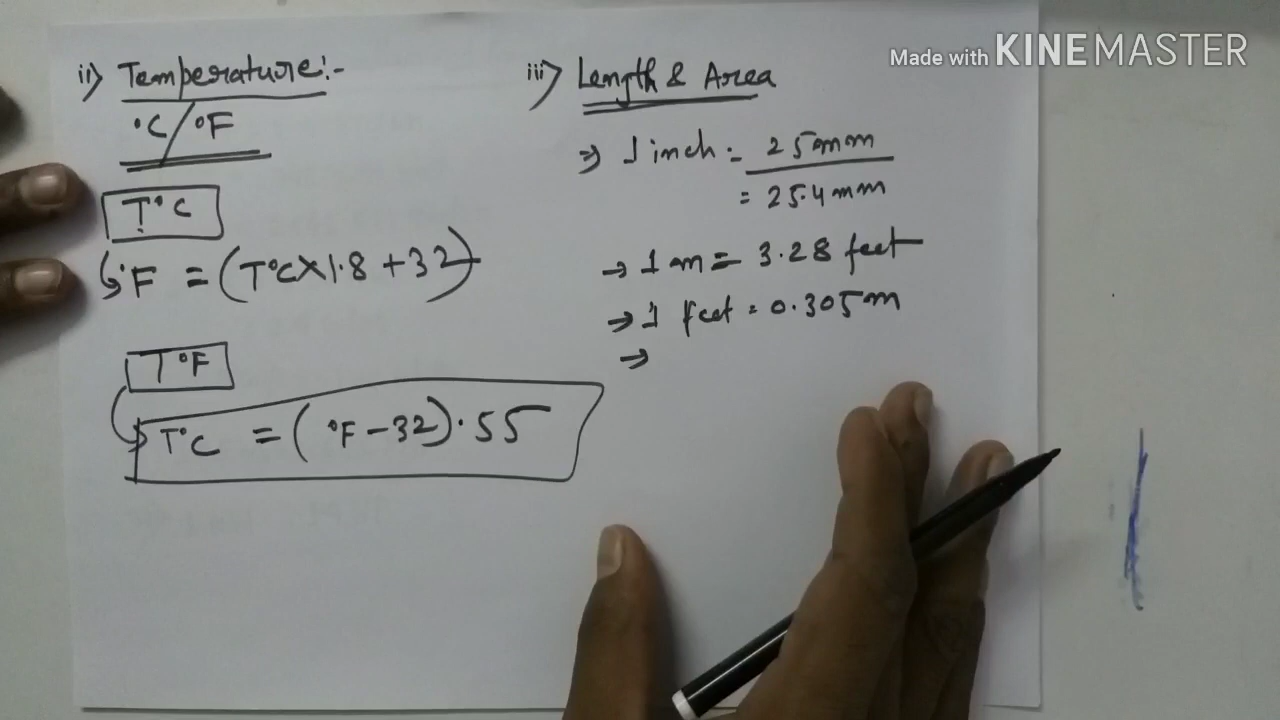 Made with KINEMASTER
ii) Temperature:-
°C/°F
T°C
°F = (T°C×1.8+32)
T°F
T°C = (°F-32).55
iii) Length & Area
⇒ 1 inch = 25mm
= 25.4mm
→ 1 m = 3.28 feet
→ 1 feet = 0.305m
→